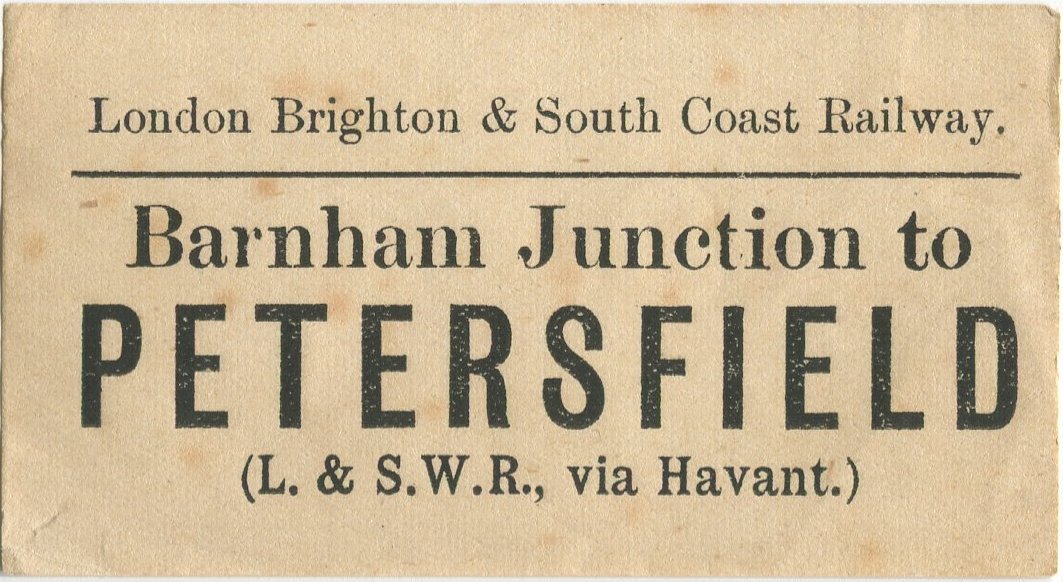 London Brighton & South Coast Railway.
Barnham Junction to
PETERSFIELD
(L. & S.W.R., via Havant.)